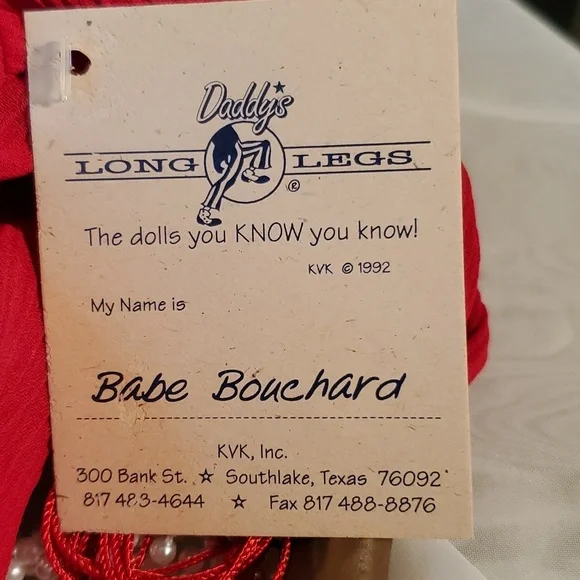 Daddy's
LONG LEGS ®
The dolls you KNOW you know!
KVK © 1992
My Name is
Babe Bouchard
KVK, Inc.
300 Bank St. ☆ Southlake, Texas 76092
817 483-4644 ☆ Fax 817 488-8876